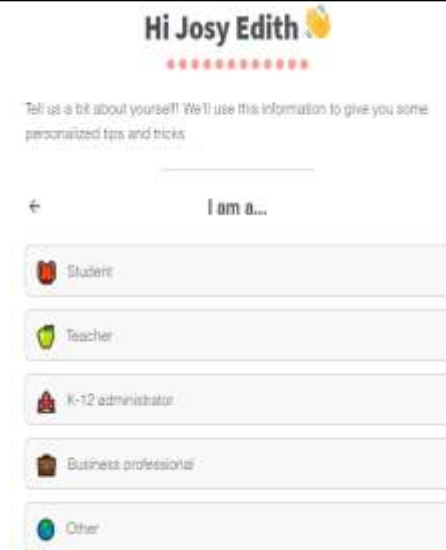 Hi Josy Edith
Tell us a bit about yourself! We'll use this information to give you some
personalized tips and tricks
I am a...
Student
Teacher
K-12 administrator
Business professional
Other